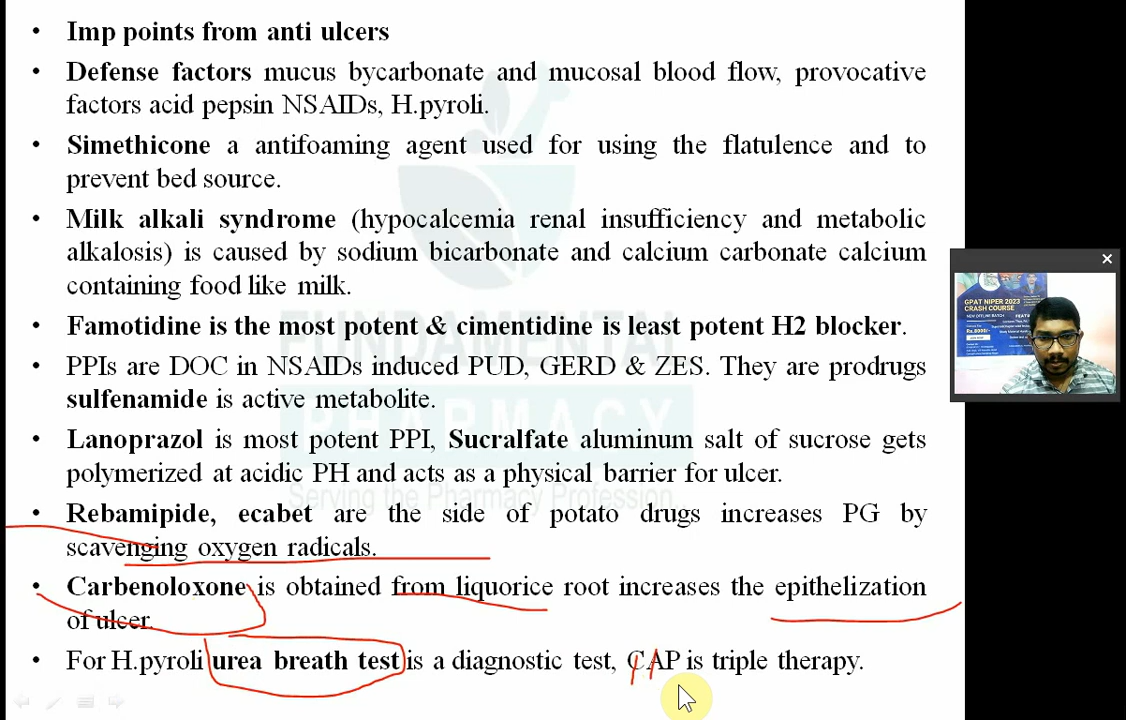 • Imp points from anti ulcers
• Defense factors mucus bycarbonate and mucosal blood flow, provocative
factors acid pepsin NSAIDs, H.pyroli.
• Simethicone a antifoaming agent used for using the flatulence and to
prevent bed source.
• Milk alkali syndrome (hypocalcemia renal insufficiency and metabolic
alkalosis) is caused by sodium bicarbonate and calcium carbonate calcium
containing food like milk.
• Famotidine is the most potent & cimentidine is least potent H2 blocker.
• PPIs are DOC in NSAIDs induced PUD, GERD & ZES. They are prodrugs
sulfenamide is active metabolite.
• Lanoprazol is most potent PPI, Sucralfate aluminum salt of sucrose gets
polymerized at acidic PH and acts as a physical barrier for ulcer.
• Rebamipide, ecabet are the side of potato drugs increases PG by
scavenging oxygen radicals.
• Carbenoloxone is obtained from liquorice root increases the epithelization
of ulcer.
• For H.pyroli urea breath test is a diagnostic test, CAP is triple therapy.
PHARMACY
Serving the Pharmacy Profession
GPAT NIPER 2023
CRASH COURSE